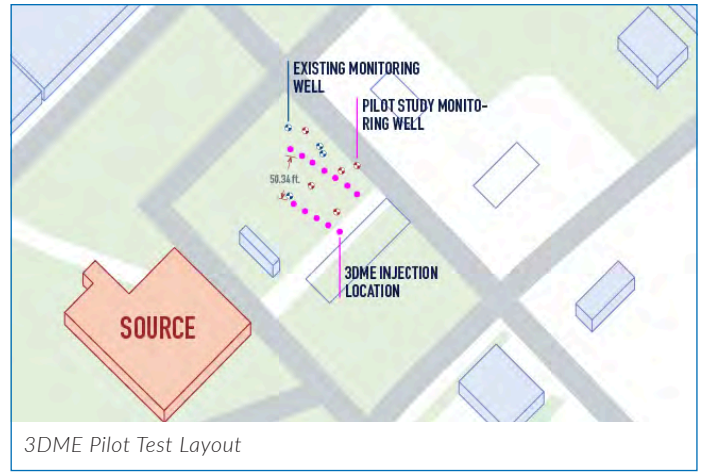 EXISTING MONITORING
WELL
PILOT STUDY MONITO-
RING WELL
50.34 ft.
3DME INJECTION
LOCATION
SOURCE
3DME Pilot Test Layout